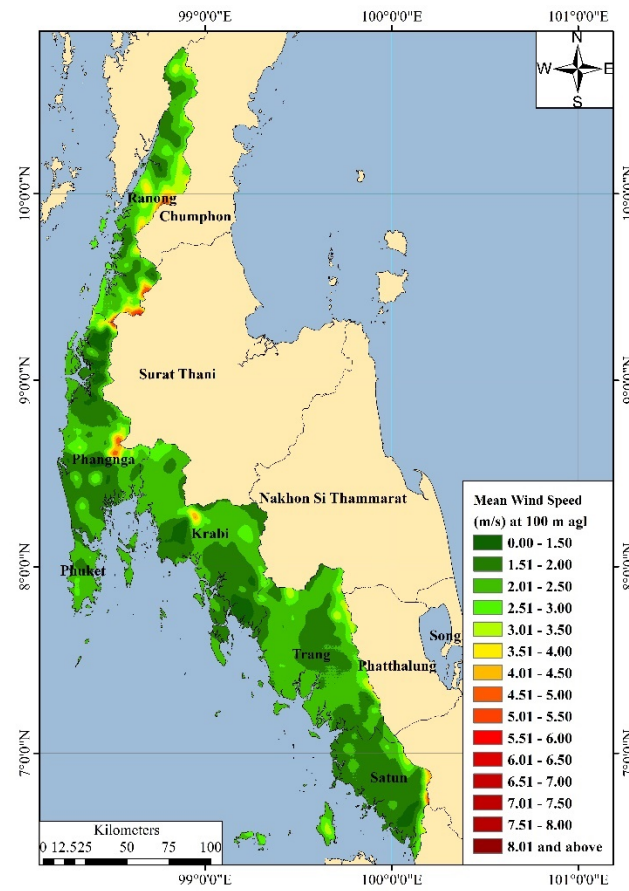 99°0'0"E 100°0'0"E 101°0'0"E
N
W E
S
10°0'0"N 10°0'0"N
Ranong
Chumphon
9°0'0"N 9°0'0"N
Surat Thani
Phangnga
Nakhon Si Thammarat
Krabi
8°0'0"N 8°0'0"N
Phuket
Song
Trang
Phatthalung
7°0'0"N 7°0'0"N
Satun
Mean Wind Speed
(m/s) at 100 m agl
0.00 - 1.50
1.51 - 2.00
2.01 - 2.50
2.51 - 3.00
3.01 - 3.50
3.51 - 4.00
4.01 - 4.50
4.51 - 5.00
5.01 - 5.50
5.51 - 6.00
6.01 - 6.50
6.51 - 7.00
7.01 - 7.50
7.51 - 8.00
8.01 and above
Kilometers
0 12.525 50 75 100
99°0'0"E 100°0'0"E 101°0'0"E